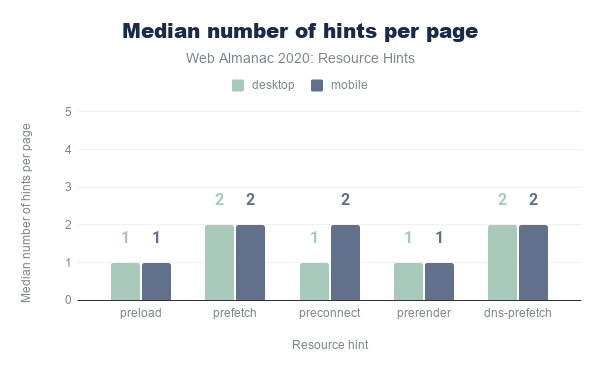 Median number of hints per page
Web Almanac 2020: Resource Hints
desktop mobile
Median number of hints per page
5
4
3
2
1
0
1 1 2 2 1 2 1 1 2 2
preload prefetch preconnect prerender dns-prefetch
Resource hint